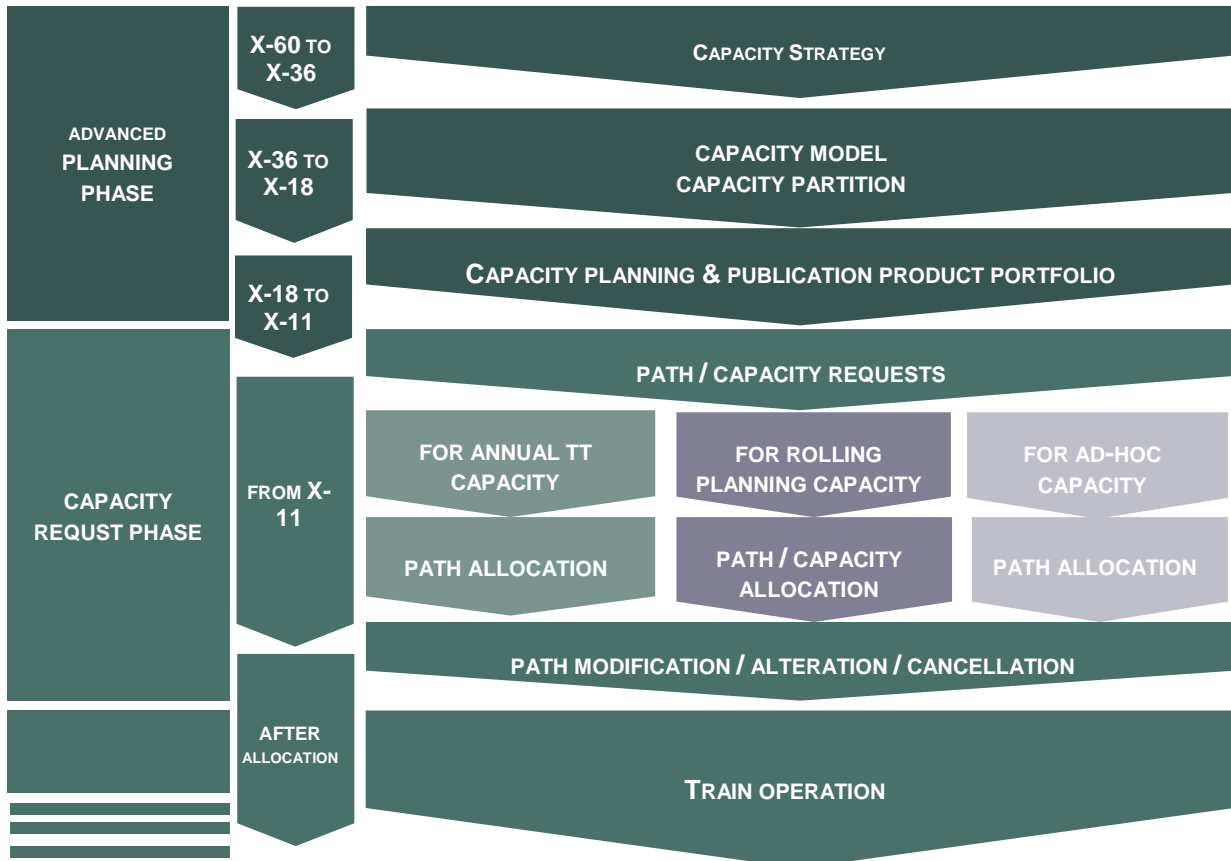 ADVANCED
PLANNING
PHASE
X-60 TO
X-36
CAPACITY STRATEGY
X-36 TO
X-18
CAPACITY MODEL
CAPACITY PARTITION
X-18 TO
X-11
CAPACITY PLANNING & PUBLICATION PRODUCT PORTFOLIO
CAPACITY
REQUST PHASE
FROM X-
11
PATH / CAPACITY REQUESTS
FOR ANNUAL TT
CAPACITY
FOR ROLLING
PLANNING CAPACITY
FOR AD-HOC
CAPACITY
PATH ALLOCATION
PATH / CAPACITY
ALLOCATION
PATH ALLOCATION
PATH MODIFICATION / ALTERATION / CANCELLATION
AFTER
ALLOCATION
TRAIN OPERATION